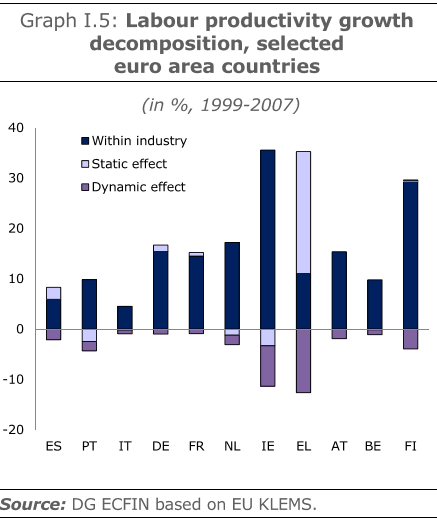 Graph I.5: Labour productivity growth
decomposition, selected
euro area countries
(in %, 1999-2007)
40
30
20
10
0
-10
-20
Within industry
Static effect
Dynamic effect
ES PT IT DE FR NL IE EL AT BE FI
Source: DG ECFIN based on EU KLEMS.